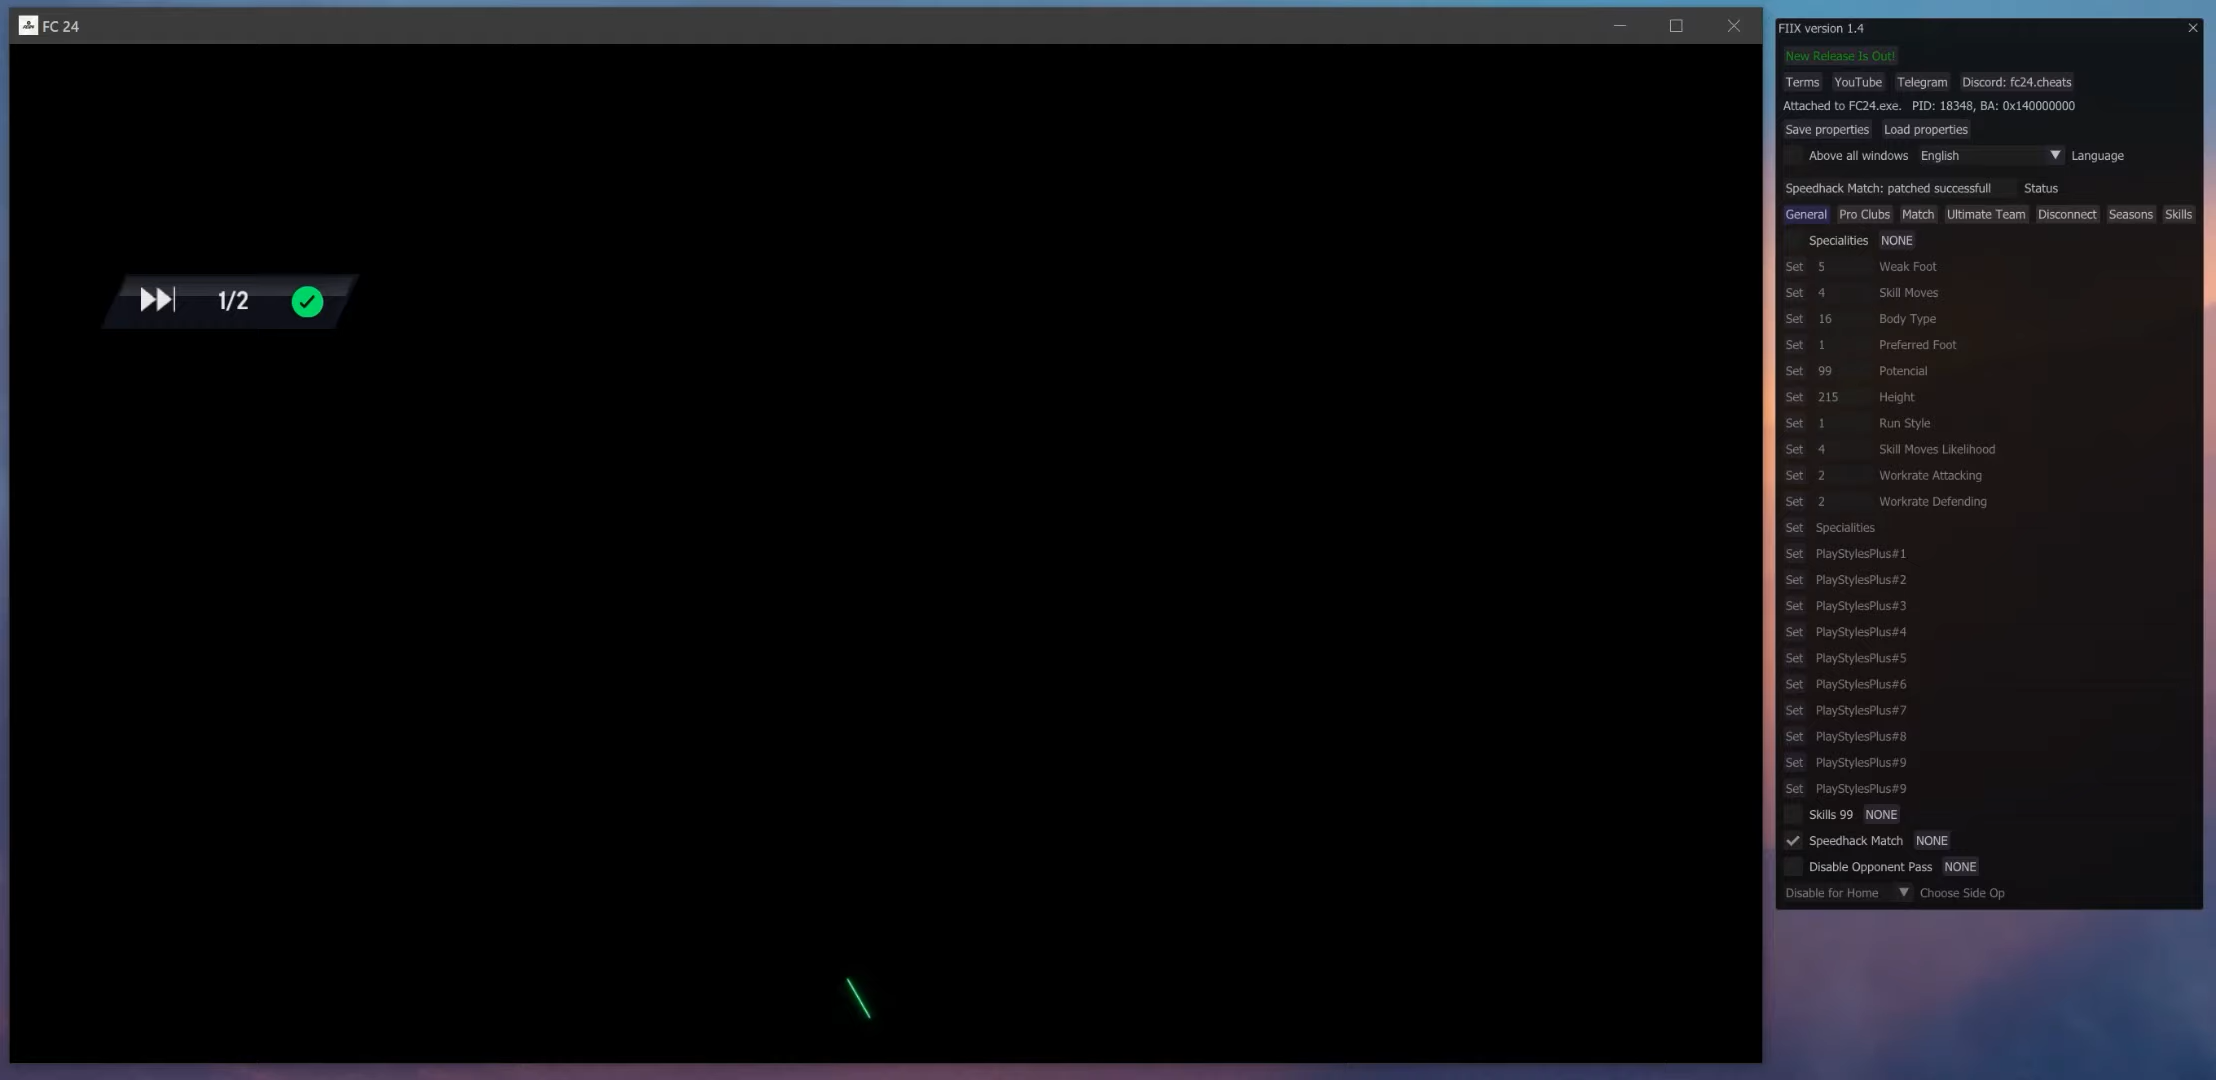 FC 24
1/2
FIIX version 1.4
New Release Is Out!
Terms YouTube Telegram Discord: fc24.cheats
Attached to FC24.exe. PID: 18348, BA: 0x140000000
Save properties Load properties
Above all windows English Language
Speedhack Match: patched successfull Status
General Pro Clubs Match Ultimate Team Disconnect Seasons Skills
Specialities NONE
Set 5 Weak Foot
Set 4 Skill Moves
Set 16 Body Type
Set 1 Preferred Foot
Set 99 Potencial
Set 215 Height
Set 1 Run Style
Set 4 Skill Moves Likelihood
Set 2 Workrate Attacking
Set 2 Workrate Defending
Set Specialities
Set PlayStylesPlus#1
Set PlayStylesPlus#2
Set PlayStylesPlus#3
Set PlayStylesPlus#4
Set PlayStylesPlus#5
Set PlayStylesPlus#6
Set PlayStylesPlus#7
Set PlayStylesPlus#8
Set PlayStylesPlus#9
Set PlayStylesPlus#9
Skills 99 NONE
Speedhack Match NONE
Disable Opponent Pass NONE
Disable for Home Choose Side Op